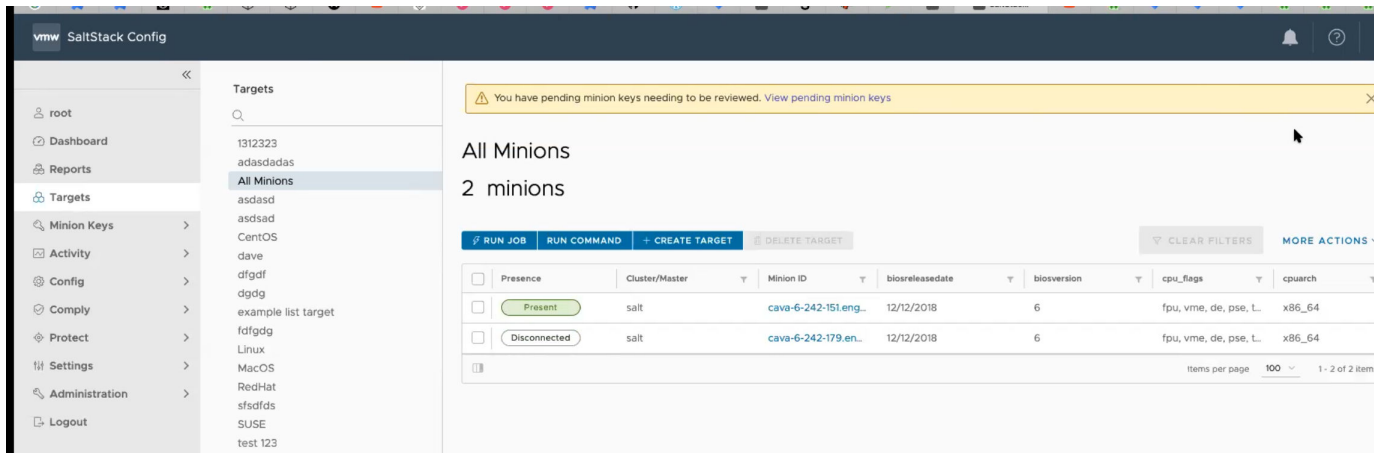 vmw SaltStack Config
root
Dashboard
Reports
Targets
Minion Keys
Activity
Config
Comply
Protect
Settings
Administration
Logout
Targets
1312323
adasdadas
All Minions
asdasd
asdsad
CentOS
dave
dfgdf
dgdg
example list target
fdfgdg
Linux
MacOS
RedHat
sfsdfds
SUSE
test 123
You have pending minion keys needing to be reviewed. View pending minion keys
All Minions
2 minions
RUN JOB RUN COMMAND + CREATE TARGET DELETE TARGET CLEAR FILTERS MORE ACTIONS
Presence Cluster/Master Minion ID biosreleasedate biosversion cpu_flags cpuarch
Present salt cava-6-242-151.eng... 12/12/2018 6 fpu, vme, de, pse, t... x86_64
Disconnected salt cava-6-242-179.en... 12/12/2018 6 fpu, vme, de, pse, t... x86_64
Items per page 100 1 - 2 of 2 item